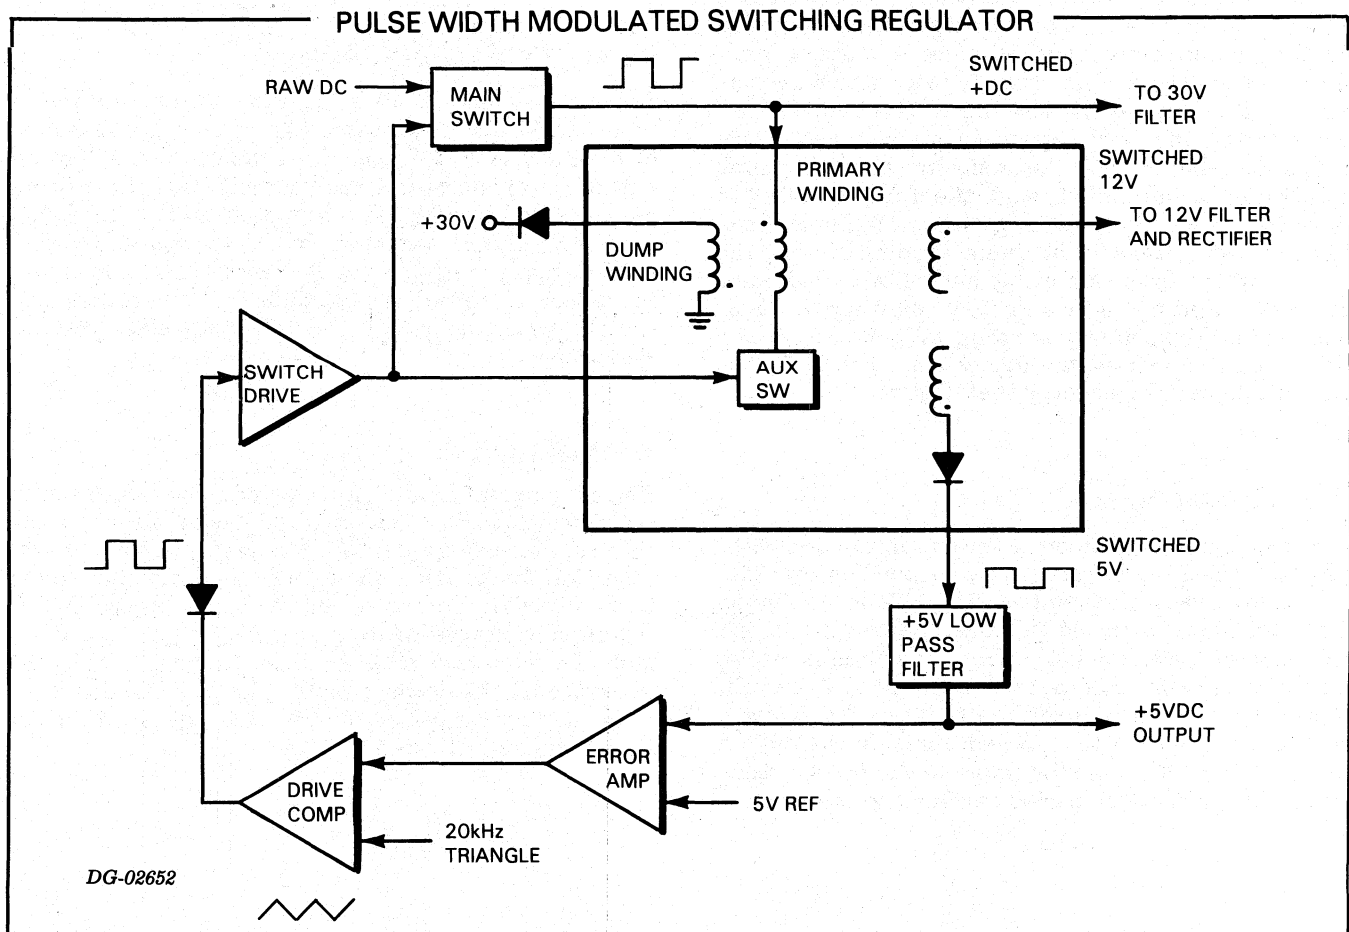 PULSE WIDTH MODULATED SWITCHING REGULATOR
RAW DC
MAIN
SWITCH
SWITCHED
+DC
TO 30V
FILTER
PRIMARY
WINDING
SWITCHED
12V
+30V
DUMP
WINDING
TO 12V FILTER
AND RECTIFIER
SWITCH
DRIVE
AUX
SW
SWITCHED
5V
+5V LOW
PASS
FILTER
+5VDC
OUTPUT
ERROR
AMP
5V REF
DRIVE
COMP
20kHz
TRIANGLE
DG-02652